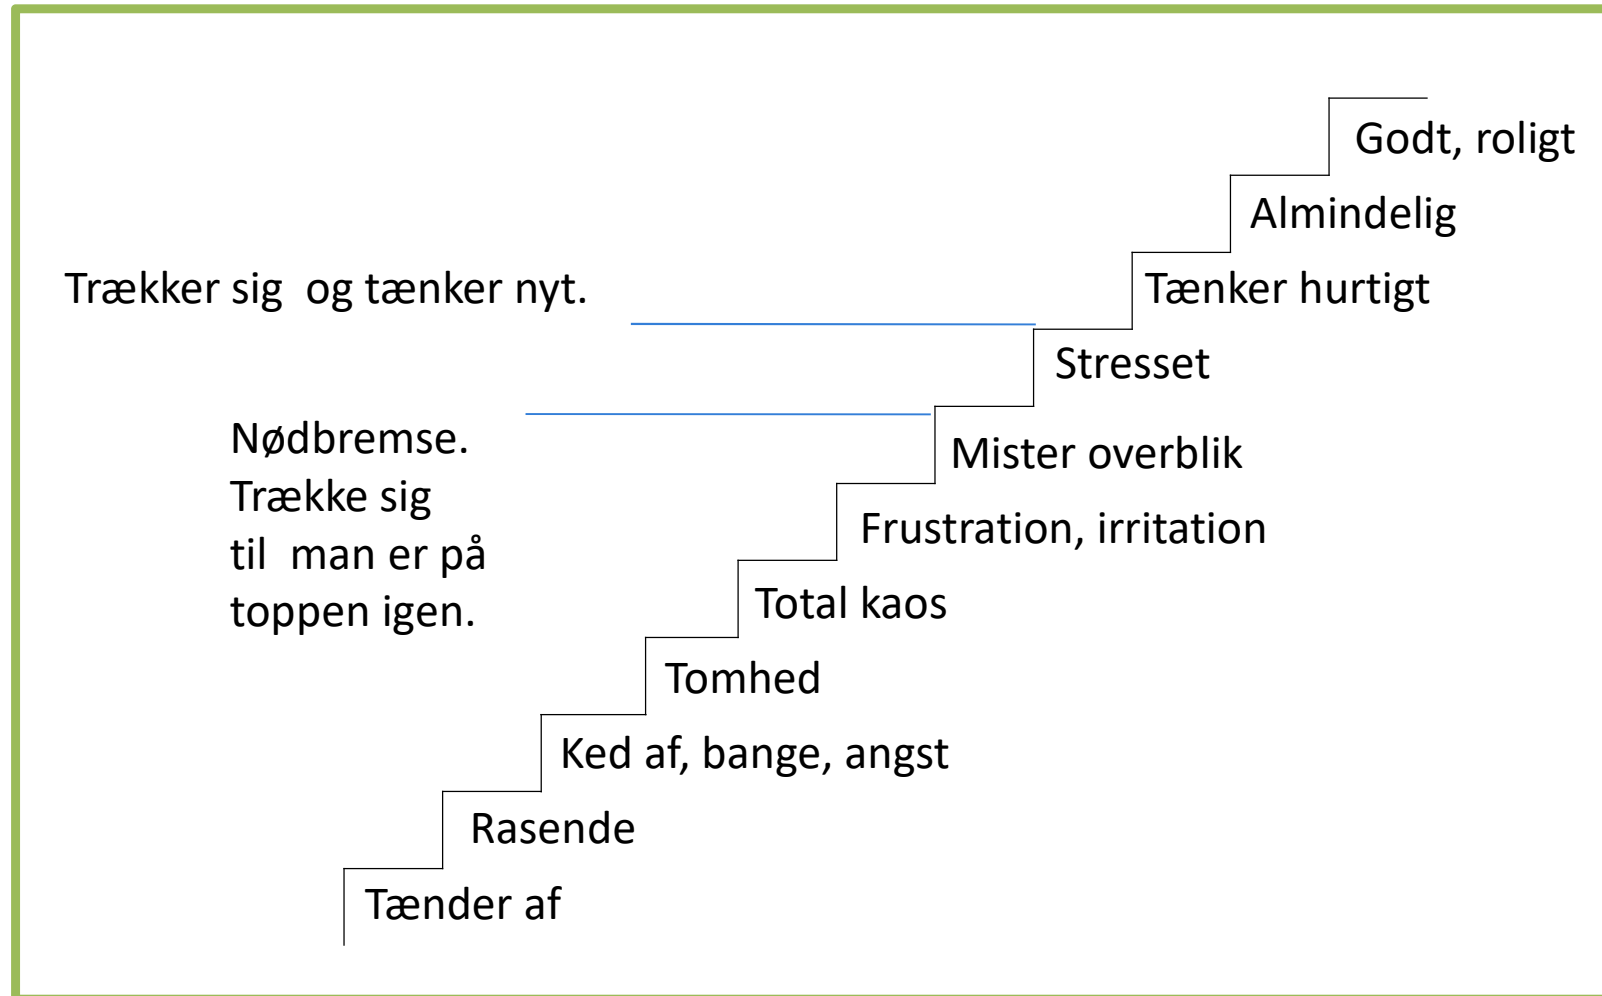 Godt, roligt
Almindelig
Trækker sig  og tænker nyt.
Tænker hurtigt
Stresset
Nødbremse.
Trække sig
til  man er på
toppen igen.
Mister overblik
Frustration, irritation
Total kaos
Tomhed
Ked af, bange, angst
Rasende
Tænder af